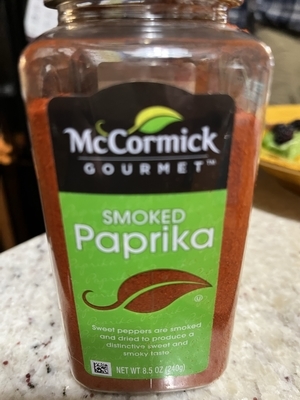 McCormick
GOURMET™
SMOKED
Paprika
Sweet peppers are smoked
and dried to produce a
distinctive sweet and
smoky taste
NET WT 8.5 OZ (240g)